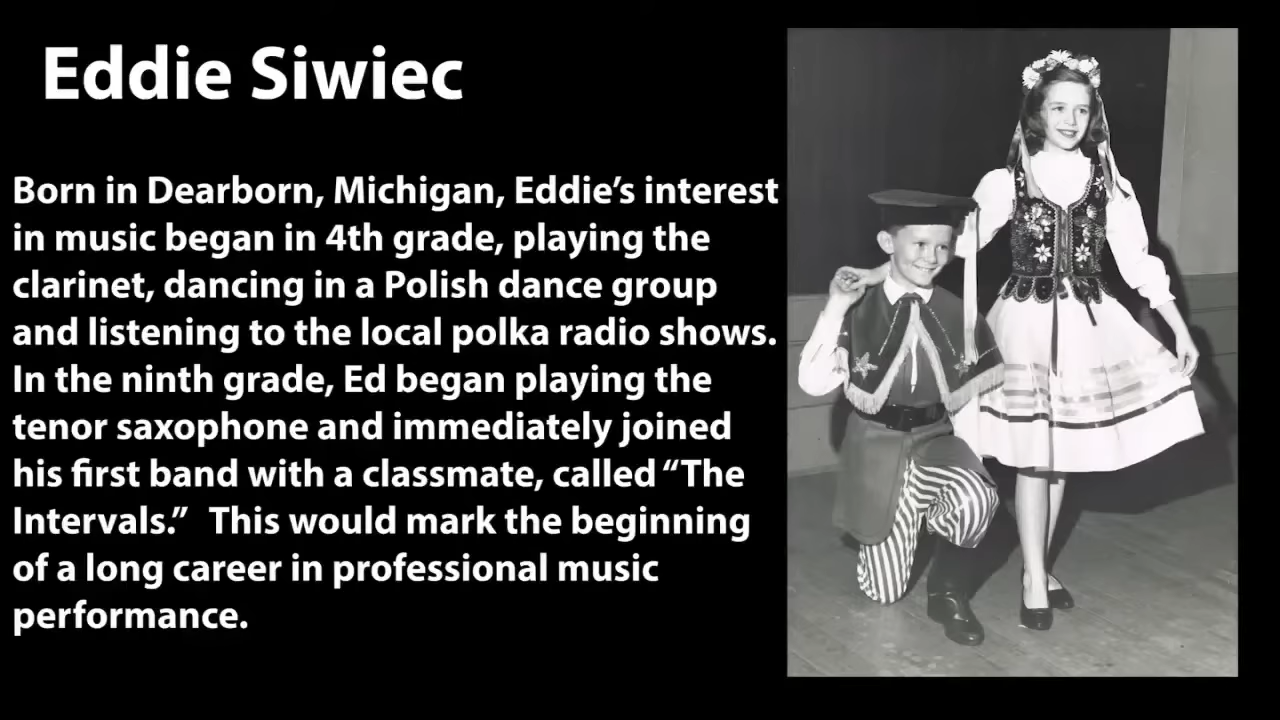 Eddie Siwiec
Born in Dearborn, Michigan, Eddie’s interest
in music began in 4th grade, playing the
clarinet, dancing in a Polish dance group
and listening to the local polka radio shows.
In the ninth grade, Ed began playing the
tenor saxophone and immediately joined
his first band with a classmate, called “The
Intervals.” This would mark the beginning
of a long career in professional music
performance.